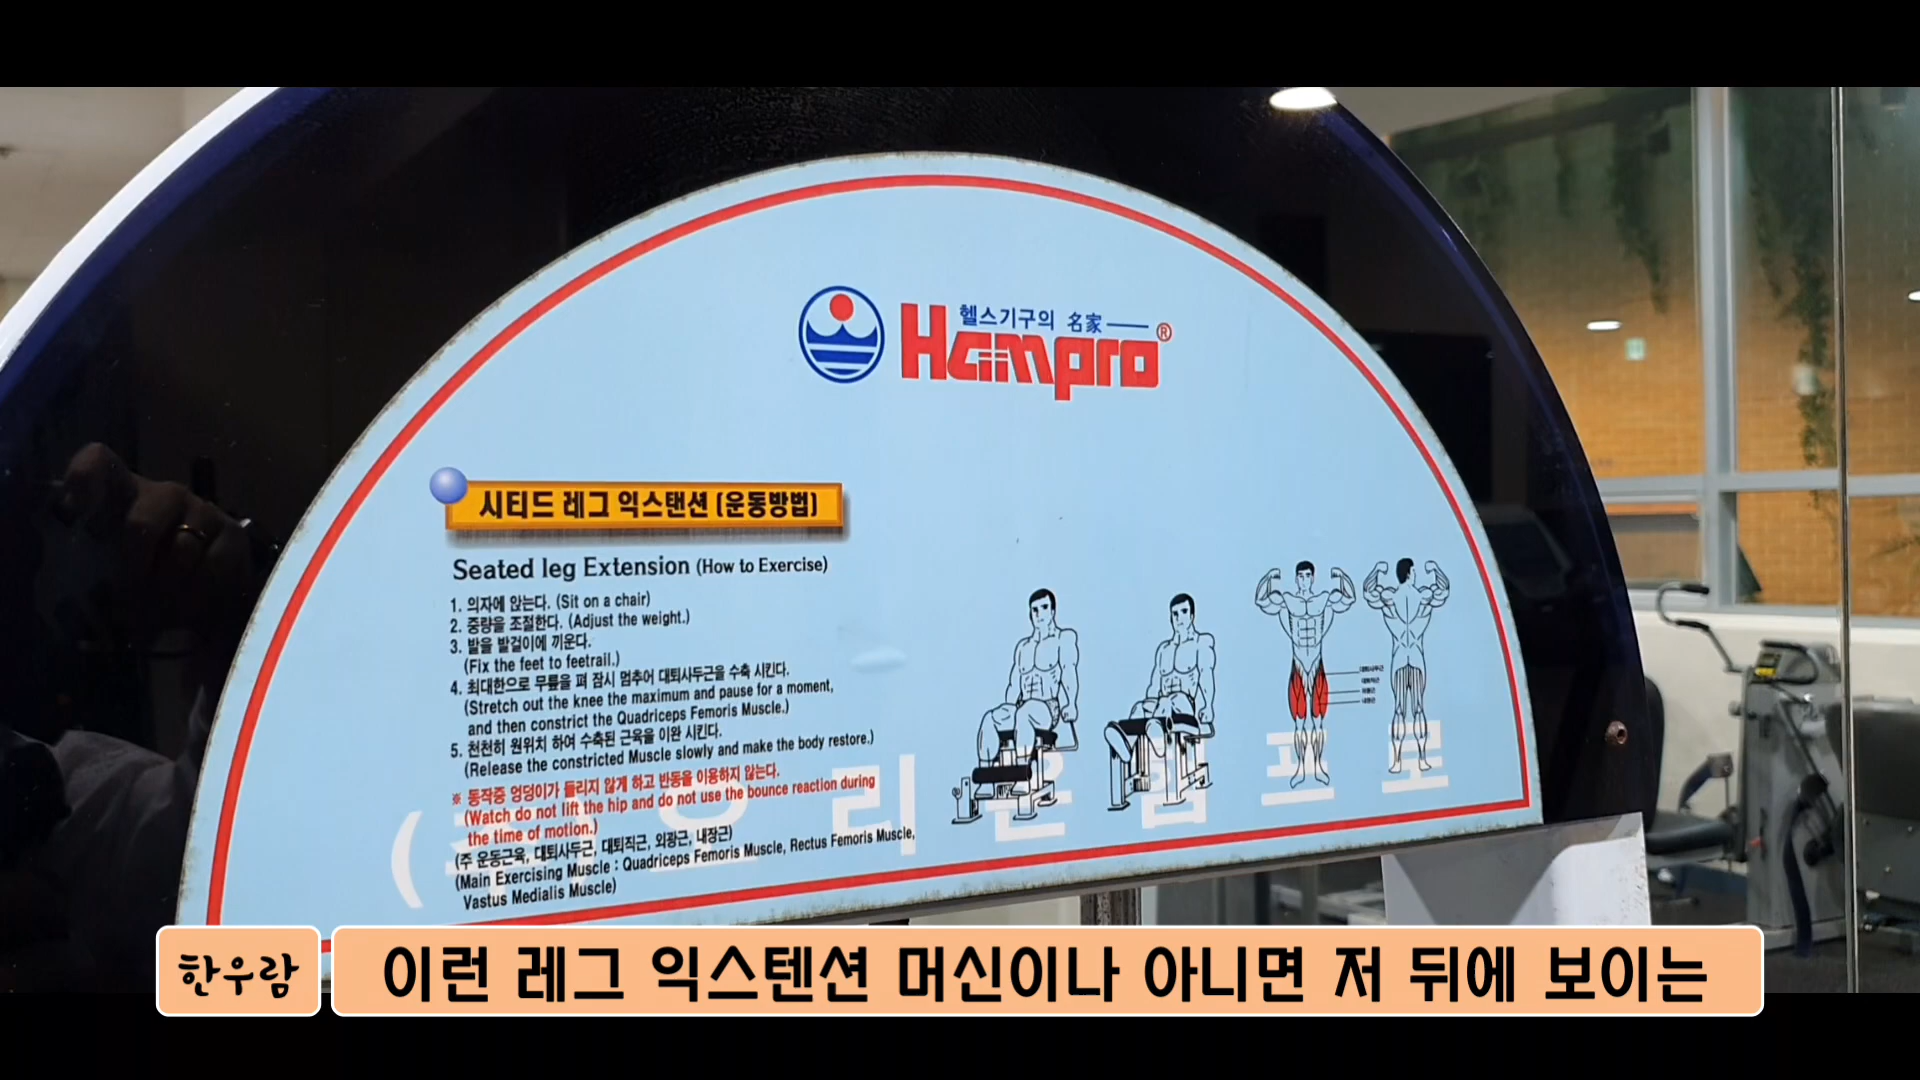 헬스기구의 名家
Hampro®
시티드 레그 익스탠션 (운동방법)
Seated leg Extension (How to Exercise)
1. 의자에 앉는다. (Sit on a chair)
2. 중량을 조절한다. (Adjust the weight.)
3. 발을 발걸이에 끼운다.
(Fix the feet to feetrail.)
4. 최대한으로 무릎을 펴 잠시 멈추어 대퇴사두근을 수축 시킨다.
(Stretch out the knee the maximum and pause for a moment,
and then constrict the Quadriceps Femoris Muscle.)
5. 천천히 원위치 하여 수축된 근육을 이완 시킨다.
(Release the constricted Muscle slowly and make the body restore.)
※ 동작중 엉덩이가 들리지 않게 하고 반동을 이용하지 않는다.
(Watch do not lift the hip and do not use the bounce reaction during
the time of motion.)
(주 운동근육, 대퇴사두근, 대퇴직근, 외광근, 내장근)
(Main Exercising Muscle : Quadriceps Femoris Muscle, Rectus Femoris Muscle,
Vastus Medialis Muscle)
대퇴사두근
대퇴직근
한우람
이런 레그 익스텐션 머신이나 아니면 저 뒤에 보이는